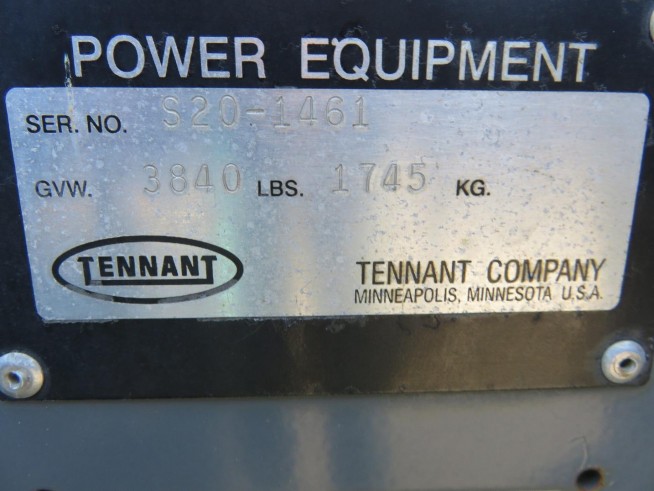 POWER EQUIPMENT
SER. NO. S20-1461
GVW. 3840 LBS. 1745 KG.
TENNANT
TENNANT COMPANY
MINNEAPOLIS, MINNESOTA U.S.A.